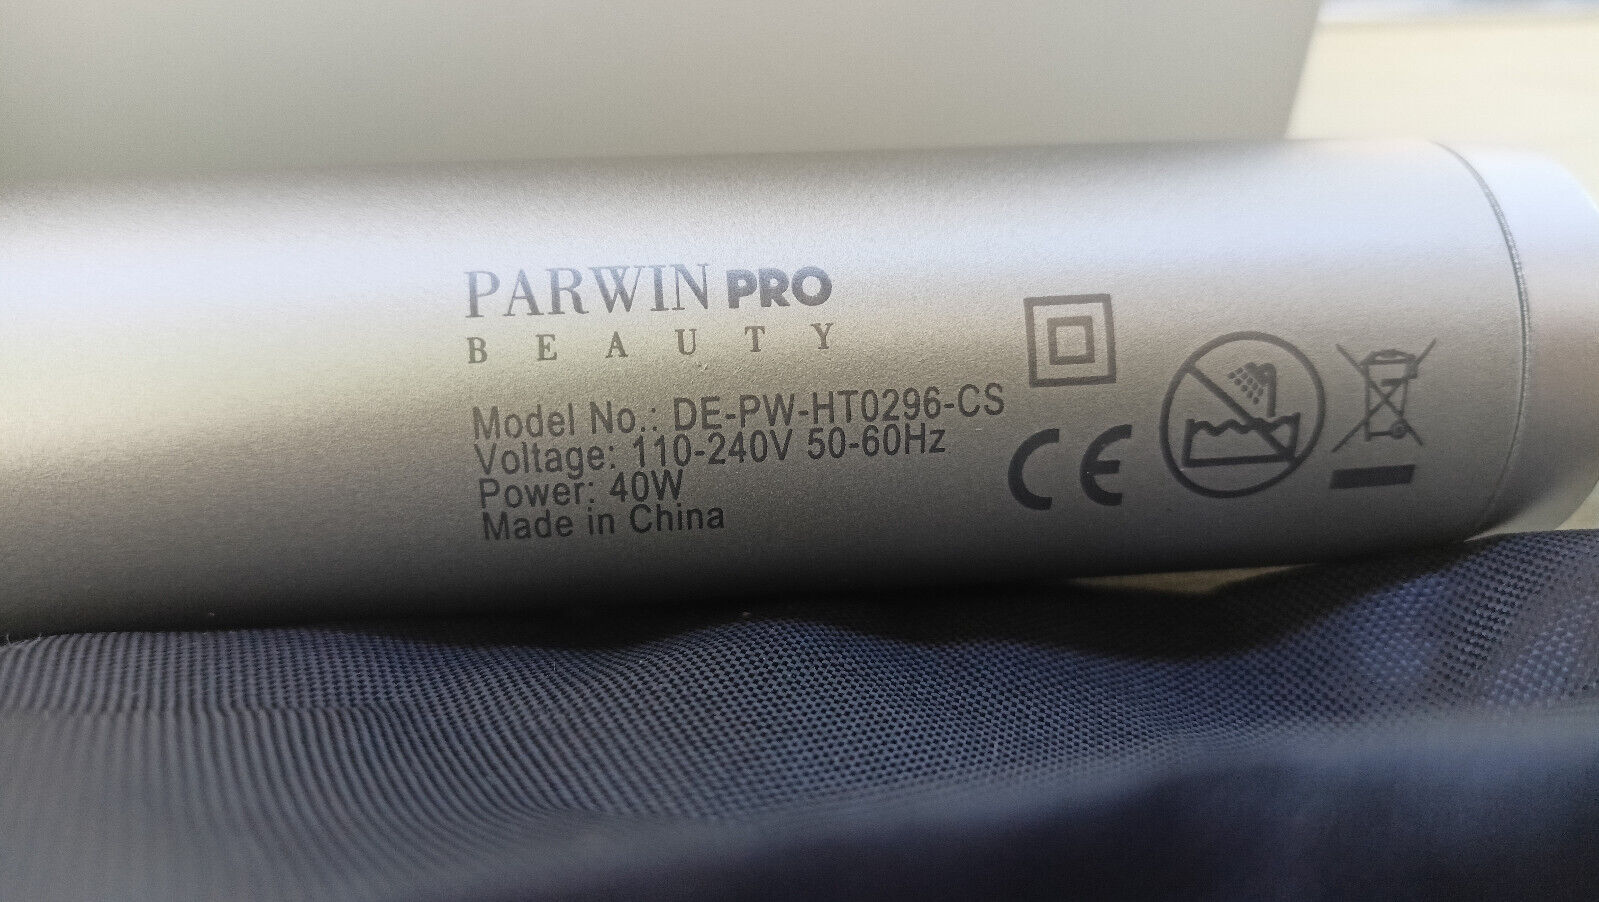 PARWIN PRO
BEAUTY
Model No.: DE-PW-HT0296-CS
Voltage: 110-240V 50-60Hz
Power: 40W
Made in China
CE